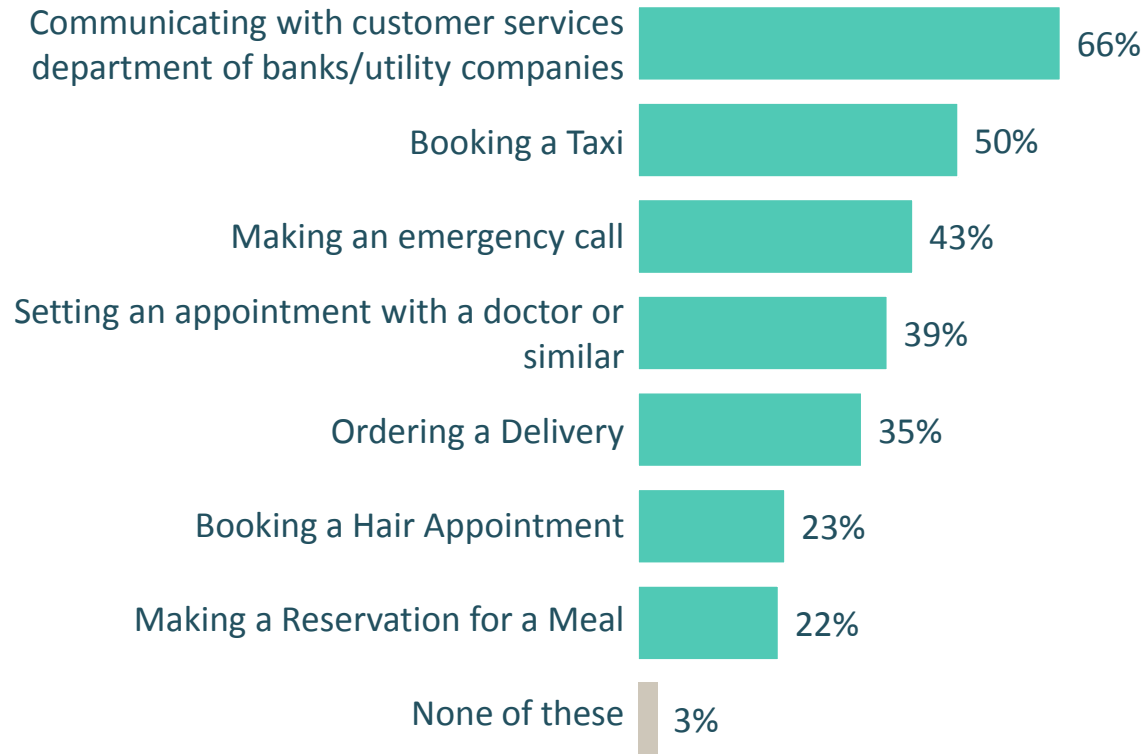 Communicating with customer services
department of banks/utility companies
66%
Booking a Taxi
50%
Making an emergency call
43%
Setting an appointment with a doctor or
similar
39%
Ordering a Delivery
35%
Booking a Hair Appointment
23%
Making a Reservation for a Meal
22%
None of these
3%